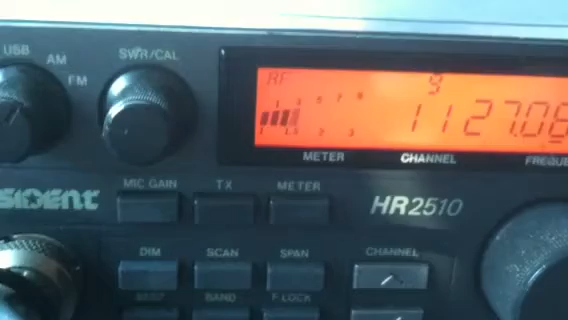 USB
AM
FM
SWR/CAL
RF
9
1127.08
METER CHANNEL
MIC GAIN TX METER
HR2510
DIM SCAN SPAN CHANNEL
BAND F LOCK